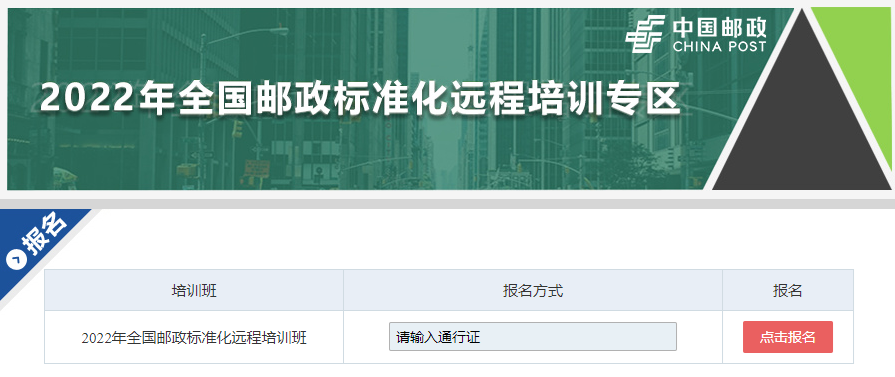 中国邮政
CHINA POST
2022年全国邮政标准化远程培训专区
报名
培训班 报名方式 报名
2022年全国邮政标准化远程培训班 请输入通行证 点击报名